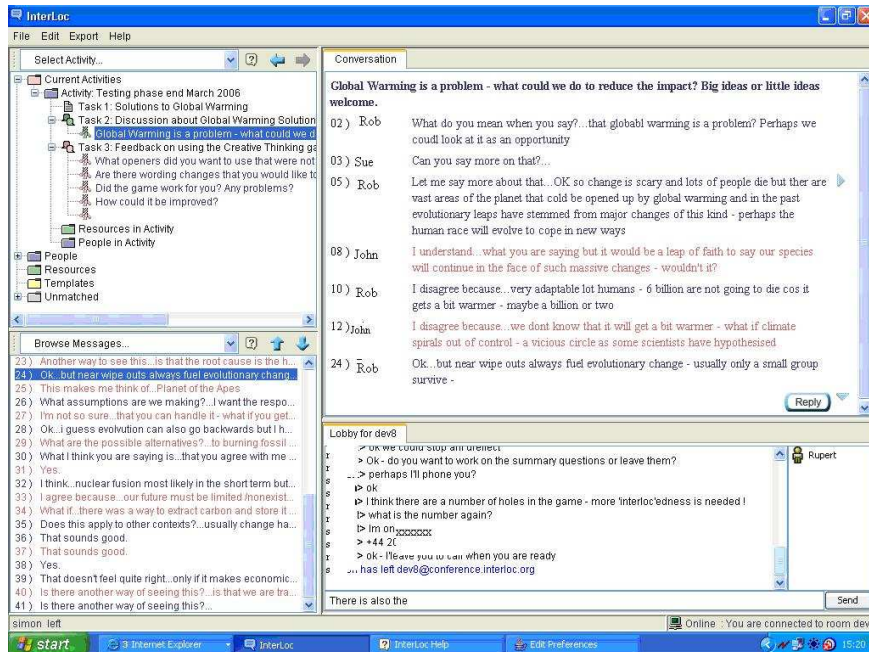 InterLoc
File Edit Export Help
Select Activity...
Current Activities
Activity: Testing phase end March 2006
Task 1: Solutions to Global Warming
Task 2: Discussion about Global Warming Solution
Global Warming is a problem - what could we d
Task 3: Feedback on using the Creative Thinking ga
What openers did you want to use that were not
Are there wording changes that you would like to
Did the game work for you? Any problems?
How could it be improved?
Resources in Activity
People in Activity
People
Resources
Templates
Unmatched
Browse Messages...
23 ) Another way to see this...is that the root cause is the h...
24 ) Ok...but near wipe outs always fuel evolutionary chang...
25 ) This makes me think of...Planet of the Apes
26 ) What assumptions are we making?...I want the respo...
27 ) I'm not so sure...that you can handle it - what if you get...
28 ) Ok...i guess evolvution can also go backwards but I h...
29 ) What are the possible alternatives?...to burning fossil ...
30 ) What I think you are saying is...that you agree with me ...
31 ) Yes.
32 ) I think...nuclear fusion most likely in the short term but...
33 ) I agree because...our future must be limited /nonexist...
34 ) What if...there was a way to extract carbon and store it ...
35 ) Does this apply to other contexts?...usually change ha...
36 ) That sounds good.
37 ) That sounds good.
38 ) Yes.
39 ) That doesn't feel quite right...only if it makes economic...
40 ) Is there another way of seeing this?...is that we are tra...
41 ) Is there another way of seeing this?...
Conversation
Global Warming is a problem - what could we do to reduce the impact? Big ideas or little ideas
welcome.
02 ) Rob What do you mean when you say?...that globabl warming is a problem? Perhaps we
coudl look at it as an opportunity
03 ) Sue Can you say more on that?...
05 ) Rob Let me say more about that...OK so change is scary and lots of people die but ther are
vast areas of the planet that cold be opened up by global warming and in the past
evolutionary leaps have stemmed from major changes of this kind - perhaps the
human race will evolve to cope in new ways
08 ) John I understand...what you are saying but it would be a leap of faith to say our species
will continue in the face of such massive changes - wouldn't it?
10 ) Rob I disagree because...very adaptable lot humans - 6 billion are not going to die cos it
gets a bit warmer - maybe a billion or two
12 ) John I disagree because...we dont know that it will get a bit warmer - what if climate
spirals out of control - a vicious circle as some scientists have hypothesised
24 ) Rob Ok...but near wipe outs always fuel evolutionary change - usually only a small group
survive -
Reply
Lobby for dev8
> ok we could stop
r > Ok - do you want to work on the summary questions or leave them?
s > perhaps I'll phone you?
r > ok
s > I think there are a number of holes in the game - more 'interloc'edness is needed !
r > what is the number again?
s > Im on xxxxxxx
s > +44 20
r > ok - I'leave you to call when you are ready
s has left dev8@conference.interloc.org
Rupert
There is also the
Send
simon left
Online : You are connected to room dev
start
3 Internet Explorer
InterLoc
InterLoc Help
Edit Preferences
15:20